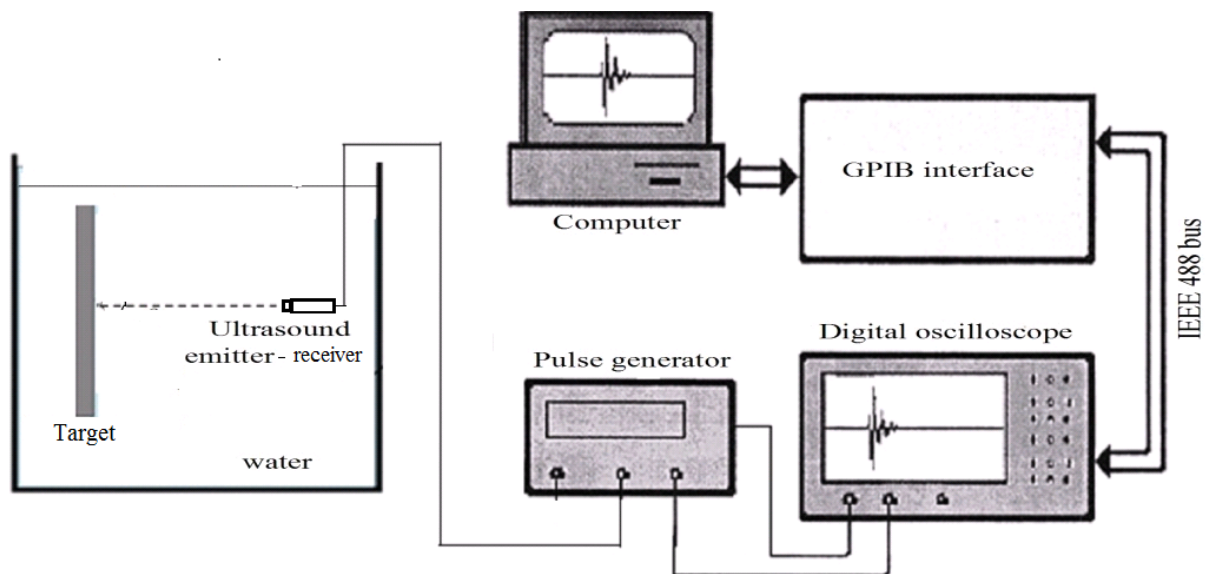 Computer
GPIB interface
IEEE 488 bus
Ultrasound
emitter - receiver
Target
water
Pulse generator
Digital oscilloscope